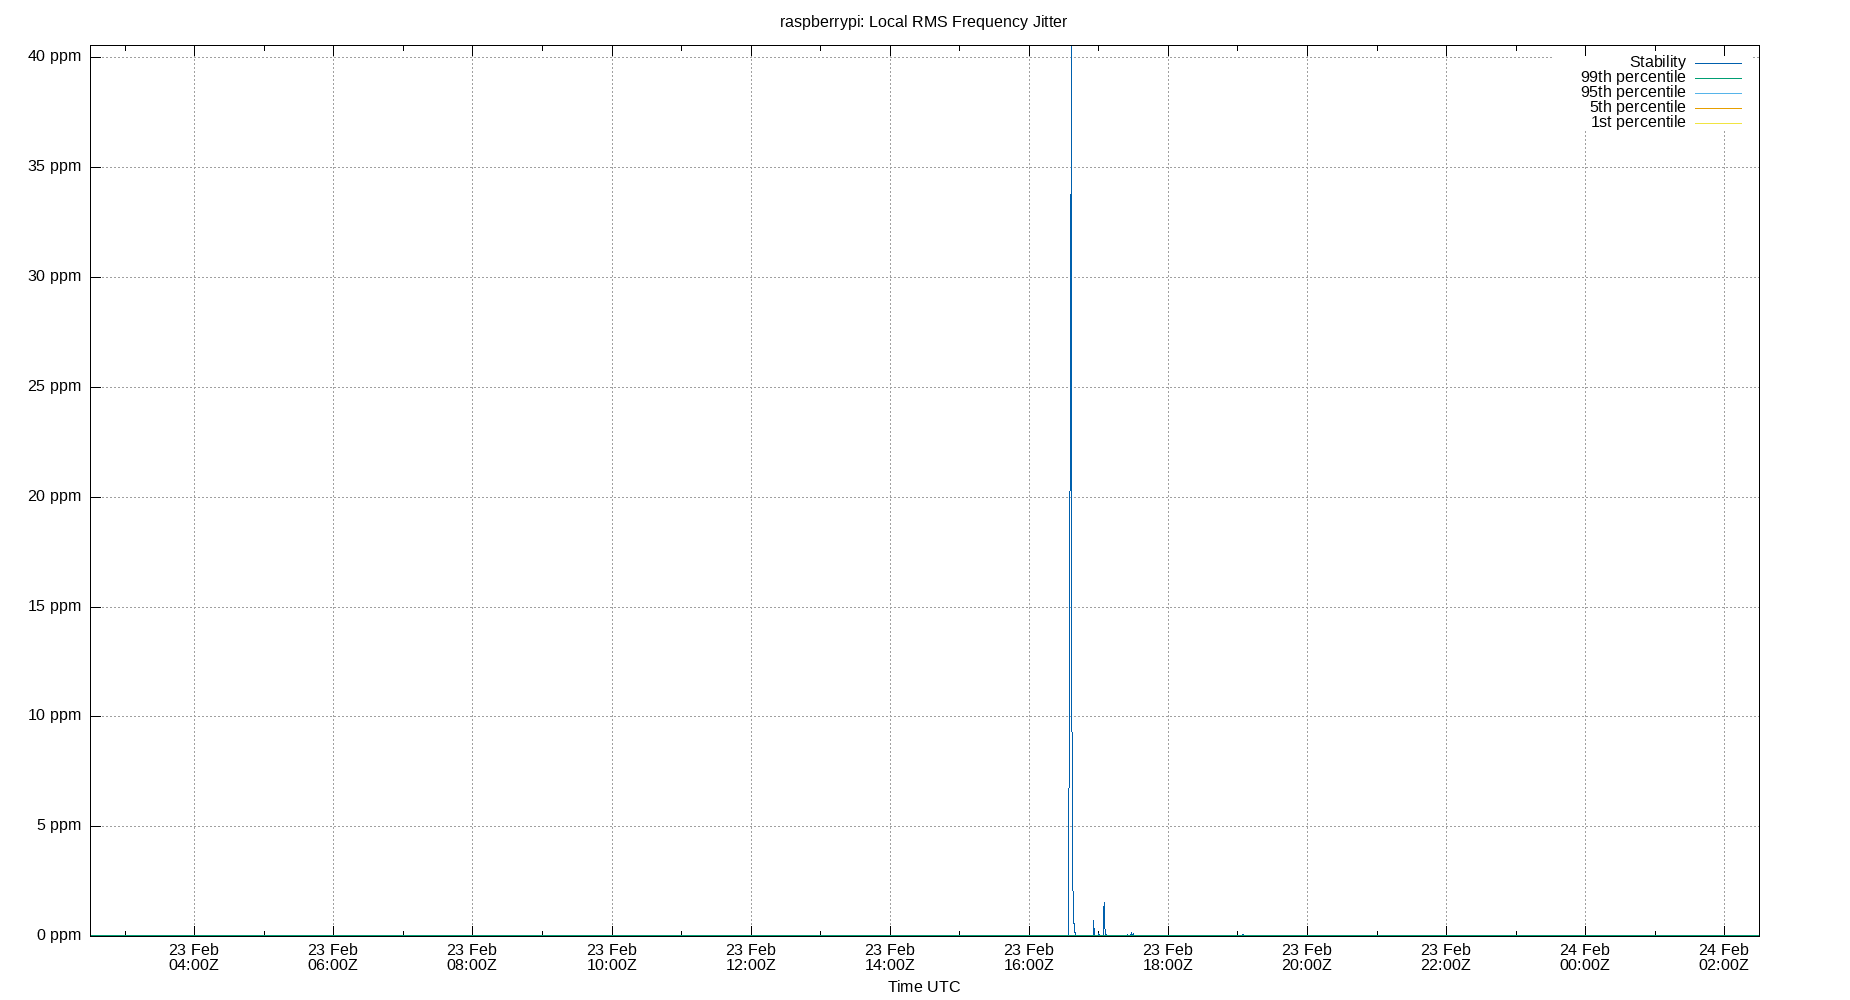 raspberrypi: Local RMS Frequency Jitter
40 ppm
35 ppm
30 ppm
25 ppm
20 ppm
15 ppm
10 ppm
5 ppm
0 ppm
Stability
99th percentile
95th percentile
5th percentile
1st percentile
23 Feb 23 Feb 23 Feb 23 Feb 23 Feb 23 Feb 23 Feb 23 Feb 23 Feb 23 Feb 24 Feb 24 Feb
04:00Z 06:00Z 08:00Z 10:00Z 12:00Z 14:00Z 16:00Z 18:00Z 20:00Z 22:00Z 00:00Z 02:00Z
Time UTC